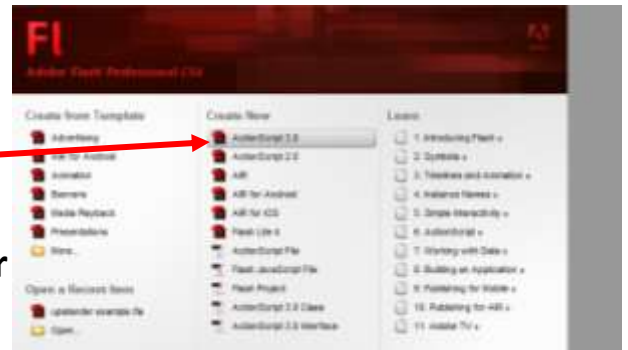 Fl
Adobe Flash Professional CS5
Create from Template
Advertising
AIR for Android
Animation
Banners
Media Playback
Presentations
More...
Open a Recent Item
example.fla
Open...
Create New
ActionScript 3.0
ActionScript 2.0
AIR
AIR for Android
AIR for iOS
Flash Lite 4
ActionScript File
Flash JavaScript File
Flash Project
ActionScript 3.0 Class
ActionScript 3.0 Interface
Learn
1. Introducing Flash »
2. Symbols »
3. Timelines and Animation »
4. Instance Names »
5. Simple Interactivity »
6. ActionScript »
7. Working with Data »
8. Building an Application »
9. Publishing for Mobile »
10. Publishing for AIR »
11. Adobe TV »
r